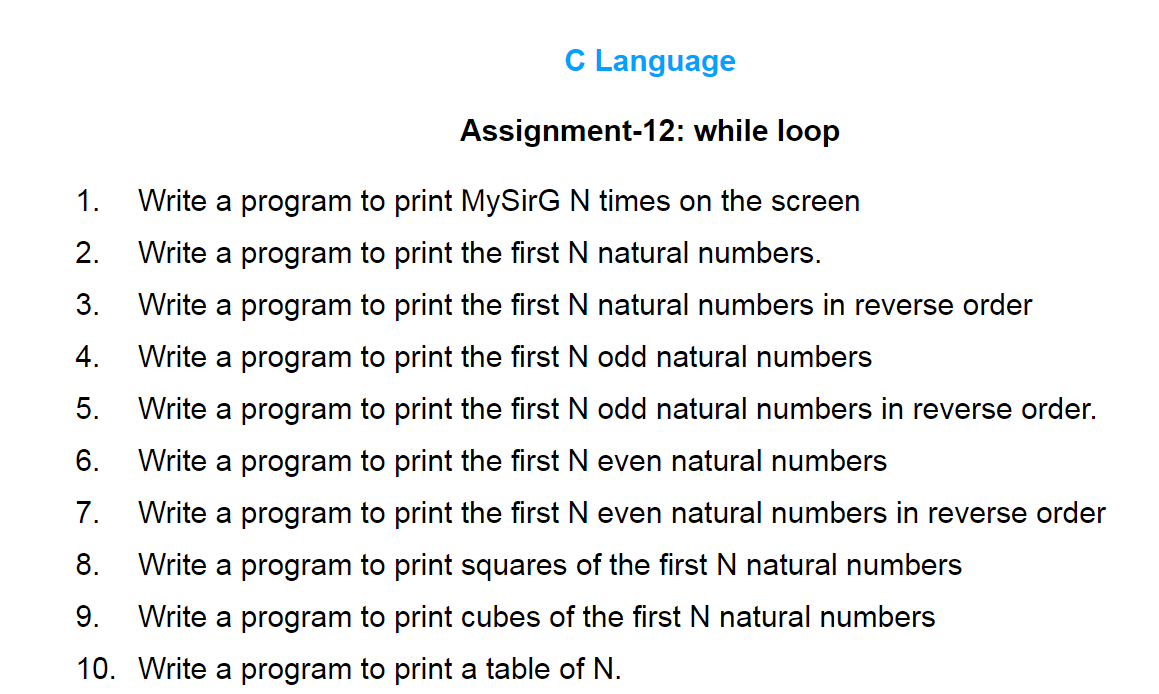 C Language
Assignment-12: while loop
1. Write a program to print MySirG N times on the screen
2. Write a program to print the first N natural numbers.
3. Write a program to print the first N natural numbers in reverse order
4. Write a program to print the first N odd natural numbers
5. Write a program to print the first N odd natural numbers in reverse order.
6. Write a program to print the first N even natural numbers
7. Write a program to print the first N even natural numbers in reverse order
8. Write a program to print squares of the first N natural numbers
9. Write a program to print cubes of the first N natural numbers
10. Write a program to print a table of N.